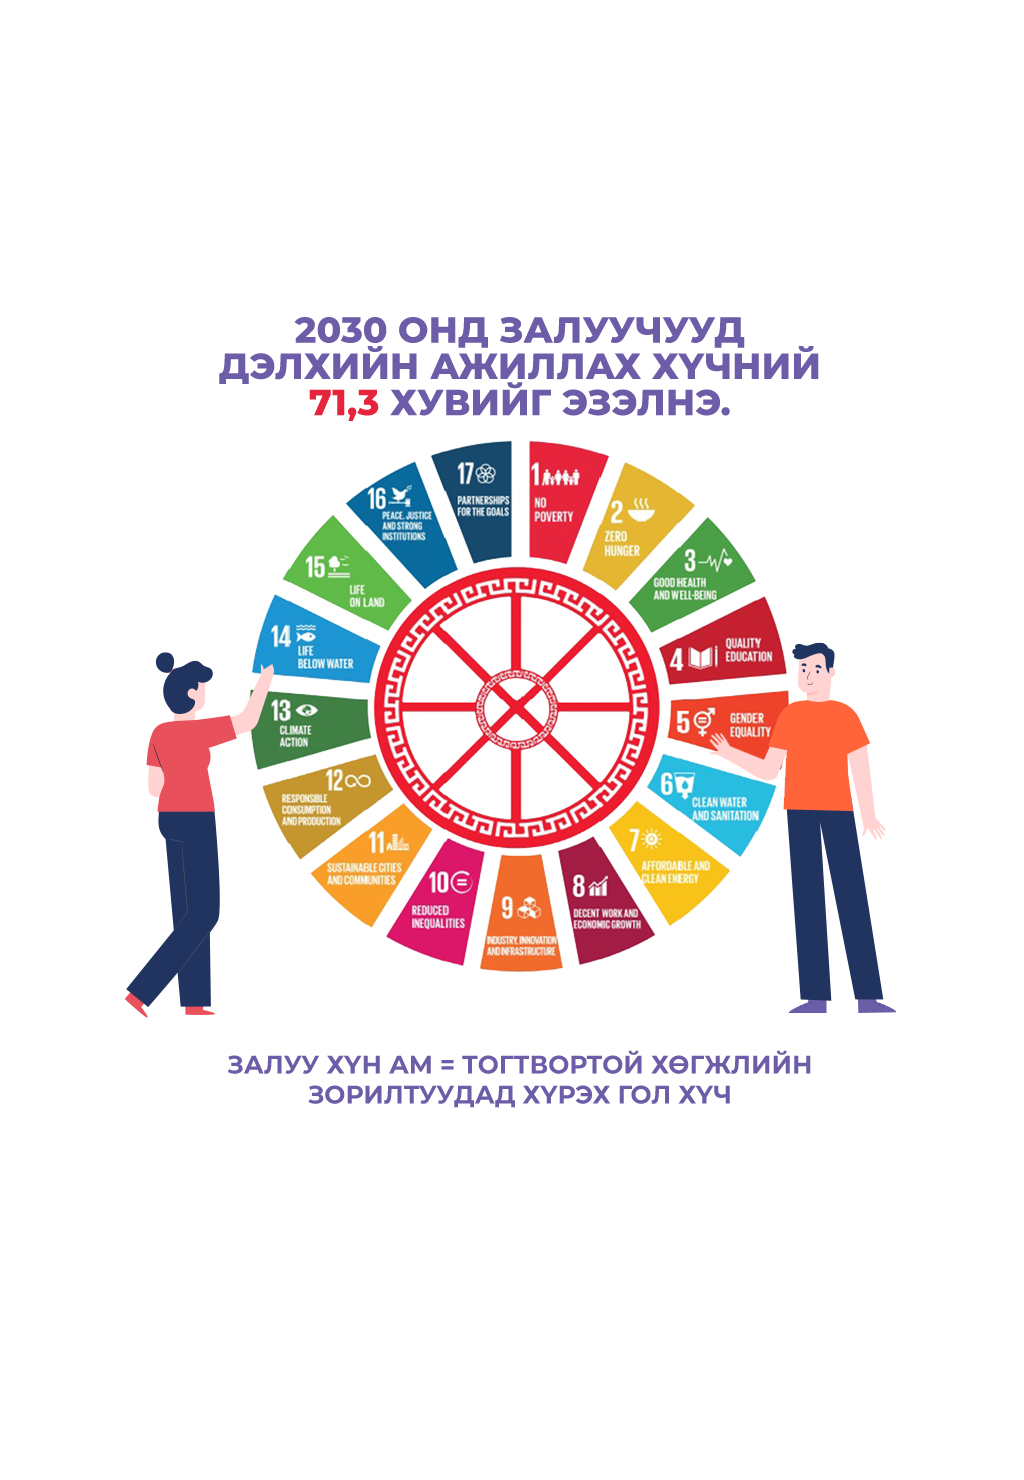 2030 ОНД ЗАЛУУЧУУД
ДЭЛХИЙН АЖИЛЛАХ ХҮЧНИЙ
71,3 ХУВИЙГ ЭЗЭЛНЭ.
1
NO
POVERTY
2
ZERO
HUNGER
3
GOOD HEALTH
AND WELL-BEING
4
QUALITY
EDUCATION
5
GENDER
EQUALITY
6
CLEAN WATER
AND SANITATION
7
AFFORDABLE AND
CLEAN ENERGY
8
DECENT WORK AND
ECONOMIC GROWTH
9
INDUSTRY, INNOVATION
AND INFRASTRUCTURE
10
REDUCED
INEQUALITIES
11
SUSTAINABLE CITIES
AND COMMUNITIES
12
RESPONSIBLE
CONSUMPTION
AND PRODUCTION
13
CLIMATE
ACTION
14
LIFE
BELOW WATER
15
LIFE
ON LAND
16
PEACE, JUSTICE
AND STRONG
INSTITUTIONS
17
PARTNERSHIPS
FOR THE GOALS
ЗАЛУУ ХҮН АМ = ТОГТВОРТОЙ ХӨГЖЛИЙН
ЗОРИЛТУУДАД ХҮРЭХ ГОЛ ХҮЧ